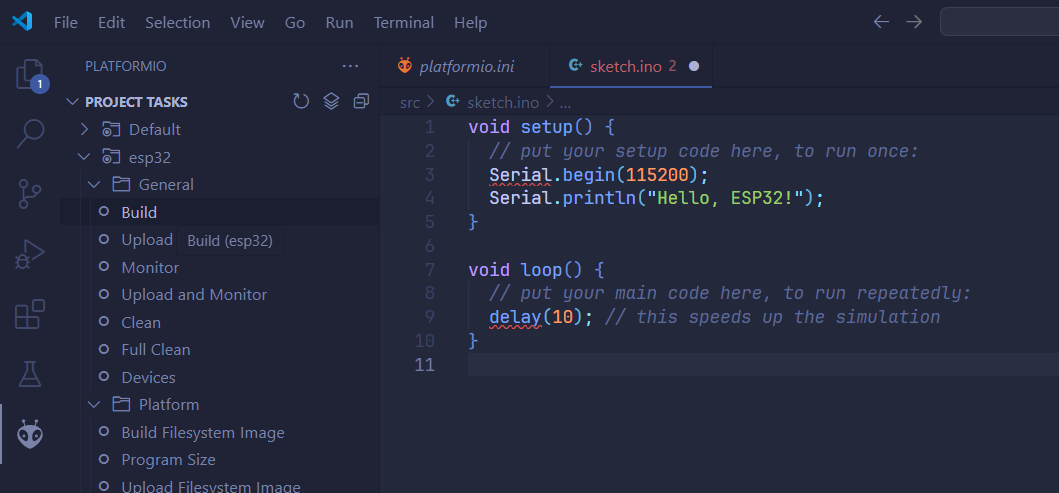 File Edit Selection View Go Run Terminal Help
1
PLATFORMIO ...
PROJECT TASKS
Default
esp32
General
Build
Upload
Build (esp32)
Monitor
Upload and Monitor
Clean
Full Clean
Devices
Platform
Build Filesystem Image
Program Size
Upload Filesystem Image
platformio.ini
sketch.ino 2
src > sketch.ino > ...
1 void setup() {
2 // put your setup code here, to run once:
3 Serial.begin(115200);
4 Serial.println("Hello, ESP32!");
5 }
6
7 void loop() {
8 // put your main code here, to run repeatedly:
9 delay(10); // this speeds up the simulation
10 }
11